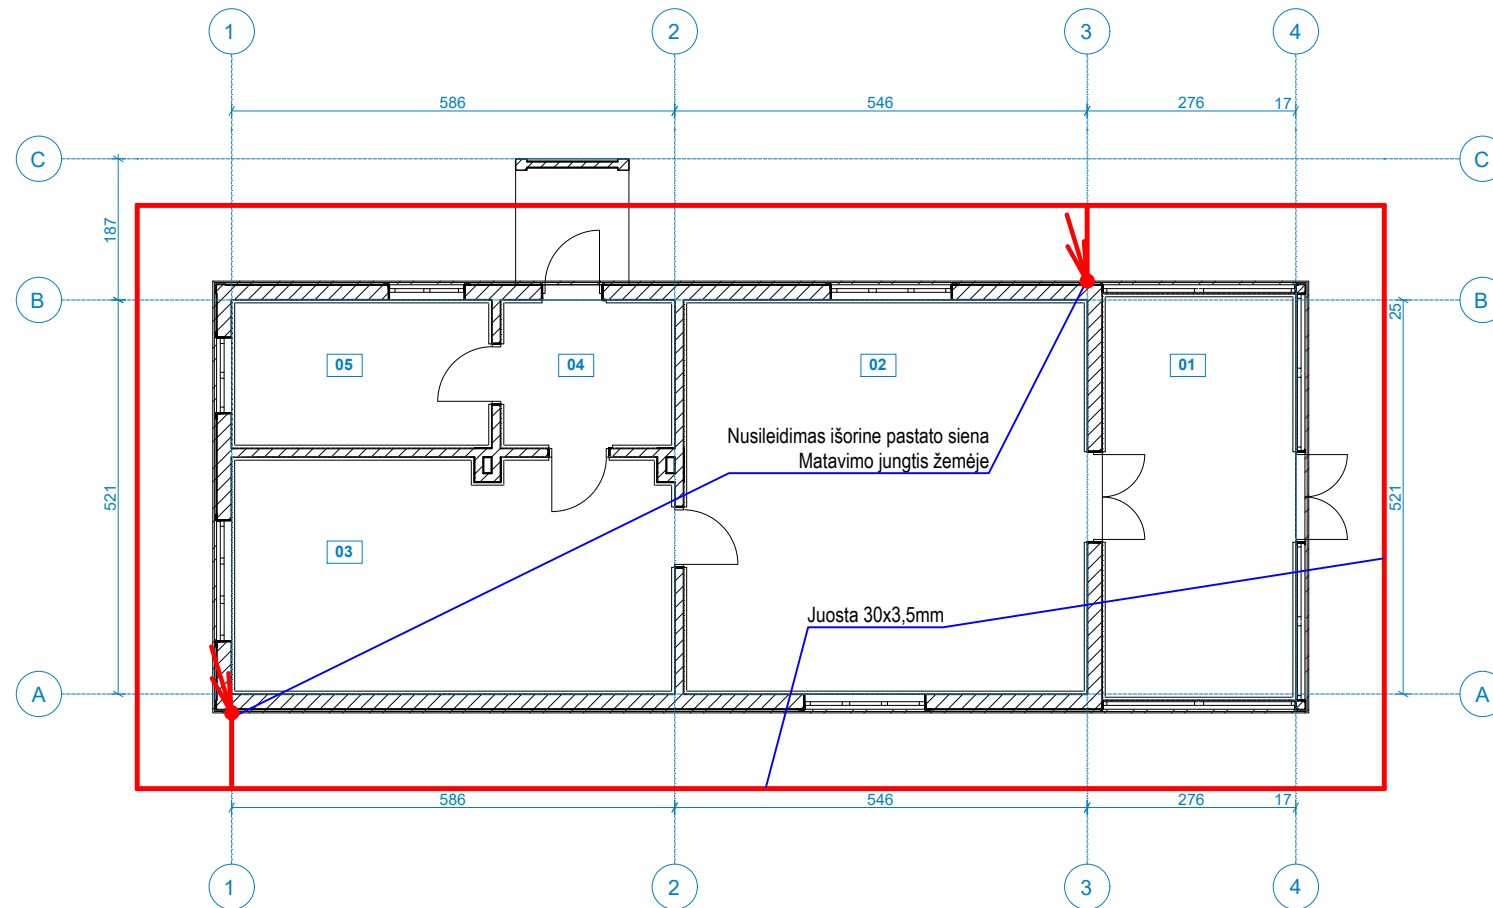 1 2 3 4
586 546 276 17
C C
187
B B
25
05 04 02 01
Nusileidimas išorine pastato siena
Matavimo jungtis žemėje
521 521
03
Juosta 30x3,5mm
A A
586 546 276 17
1 2 3 4